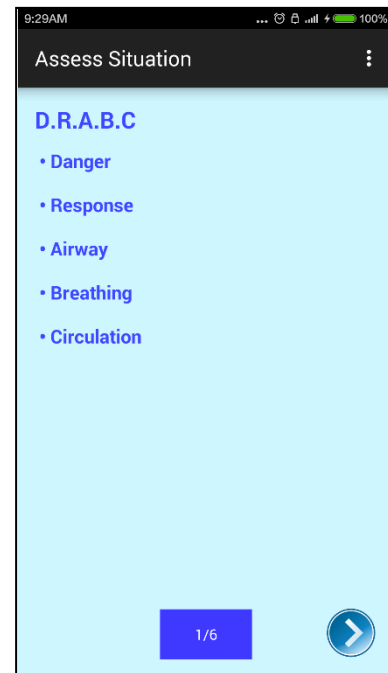 9:29AM ... 100%
Assess Situation
D.R.A.B.C
• Danger
• Response
• Airway
• Breathing
• Circulation
1/6